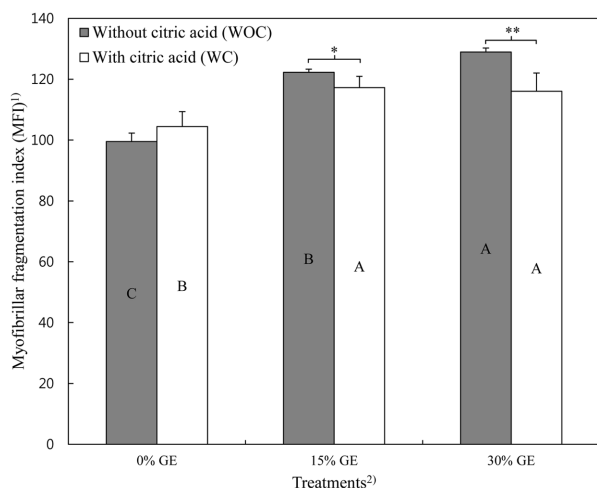 140
Without citric acid (WOC)
With citric acid (WC)
*
**
120
100
80
60
40
20
0
Myofibrillar fragmentation index (MFI)1)
C
B
B
A
A
A
0% GE
15% GE
30% GE
Treatments2)